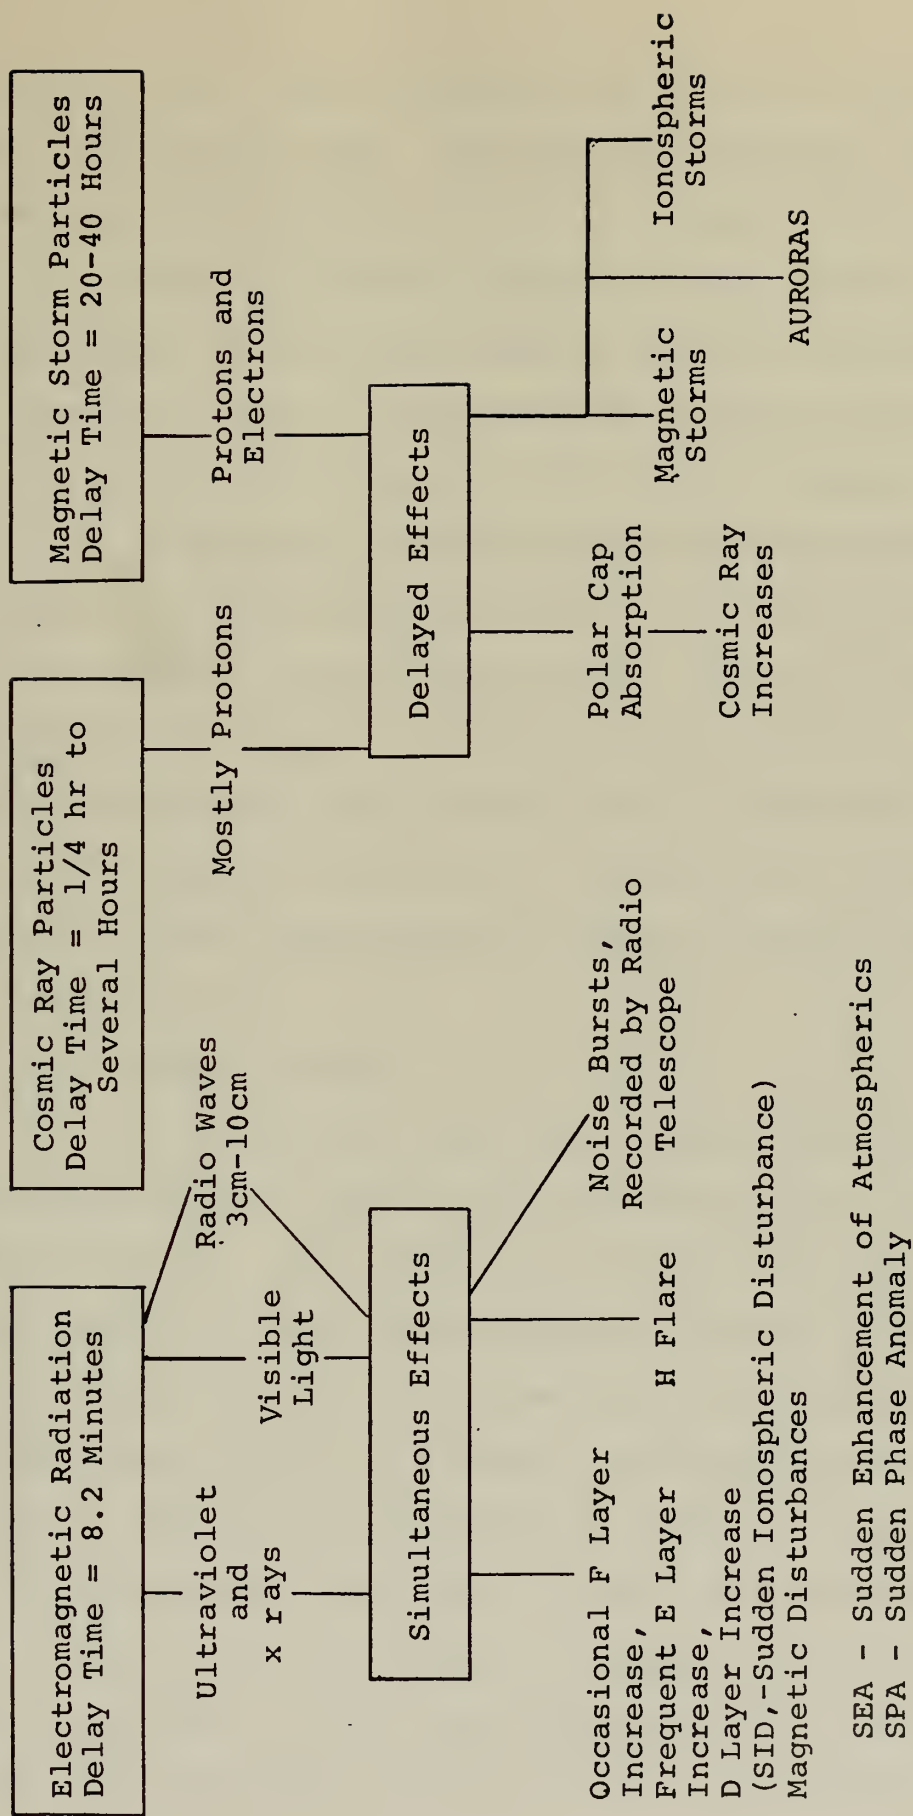 Electromagnetic Radiation
Delay Time = 8.2 Minutes
Cosmic Ray Particles
Delay Time = 1/4 hr to
Several Hours
Magnetic Storm Particles
Delay Time = 20-40 Hours
Ultraviolet
and
x rays
Visible
Light
Radio Waves
3cm-10cm
Mostly Protons
Protons and
Electrons
Simultaneous Effects
Delayed Effects
Occasional F Layer
Increase,
Frequent E Layer
Increase,
D Layer Increase
(SID,-Sudden Ionospheric Disturbance)
Magnetic Disturbances
H Flare
Noise Bursts,
Recorded by Radio
Telescope
Polar Cap
Absorption
Cosmic Ray
Increases
Magnetic
Storms
AURORAS
Ionospheric
Storms
SEA - Sudden Enhancement of Atmospherics
SPA - Sudden Phase Anomaly